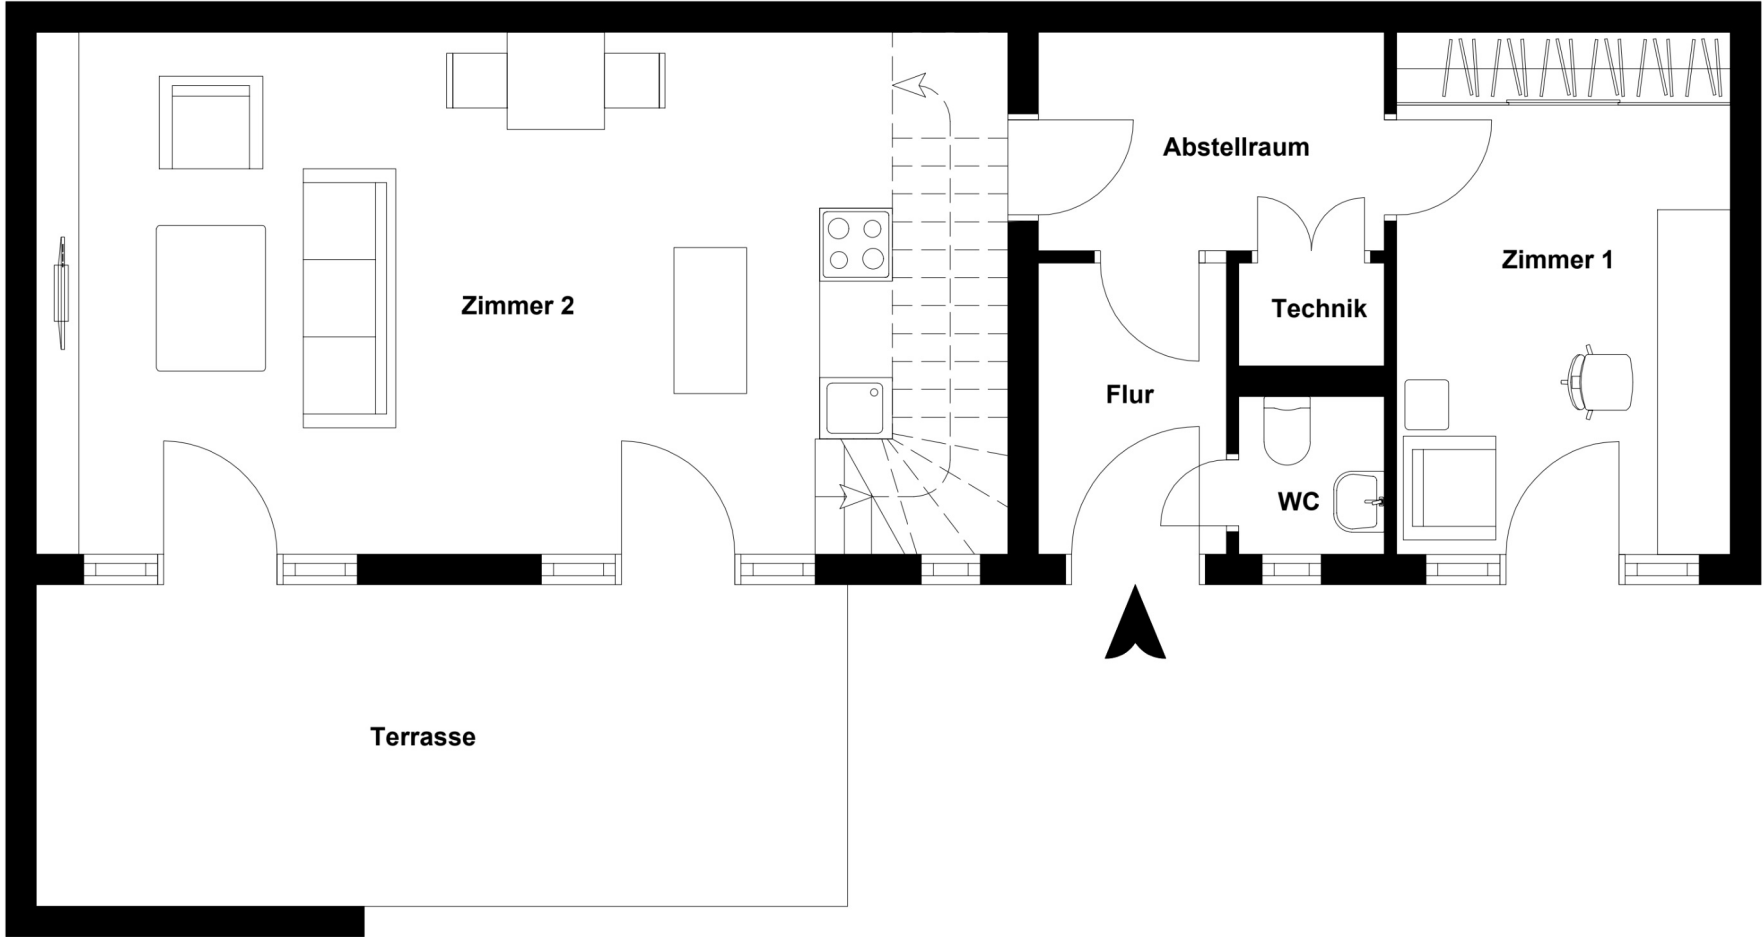 Abstellraum
Zimmer 1
Zimmer 2
Technik
Flur
WC
Terrasse